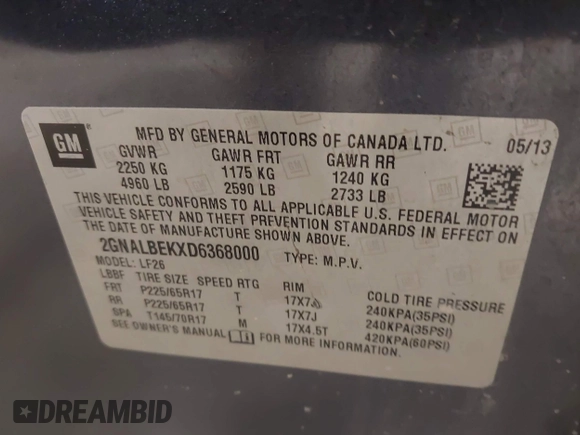 GM
MFD BY GENERAL MOTORS OF CANADA LTD. 05/13
GVWR GAWR FRT GAWR RR
2250 KG 1175 KG 1240 KG
4960 LB 2590 LB 2733 LB
THIS VEHICLE CONFORMS TO ALL APPLICABLE U.S. FEDERAL MOTOR
VEHICLE SAFETY AND THEFT PREVENTION STANDARDS IN EFFECT ON
THE DATE OF MANUFACTURE SHOWN ABOVE.
2GNALBEKXD6368000 TYPE: M.P.V.
MODEL: LF26
LBBF TIRE SIZE SPEED RTG RIM COLD TIRE PRESSURE
FRT P225/65R17 T 17X7J 240KPA(35PSI)
RR P225/65R17 T 17X7J 240KPA(35PSI)
SPA T145/70R17 M 17X4.5T 420KPA(60PSI)
SEE OWNER'S MANUAL FOR MORE INFORMATION.
DREAMBID